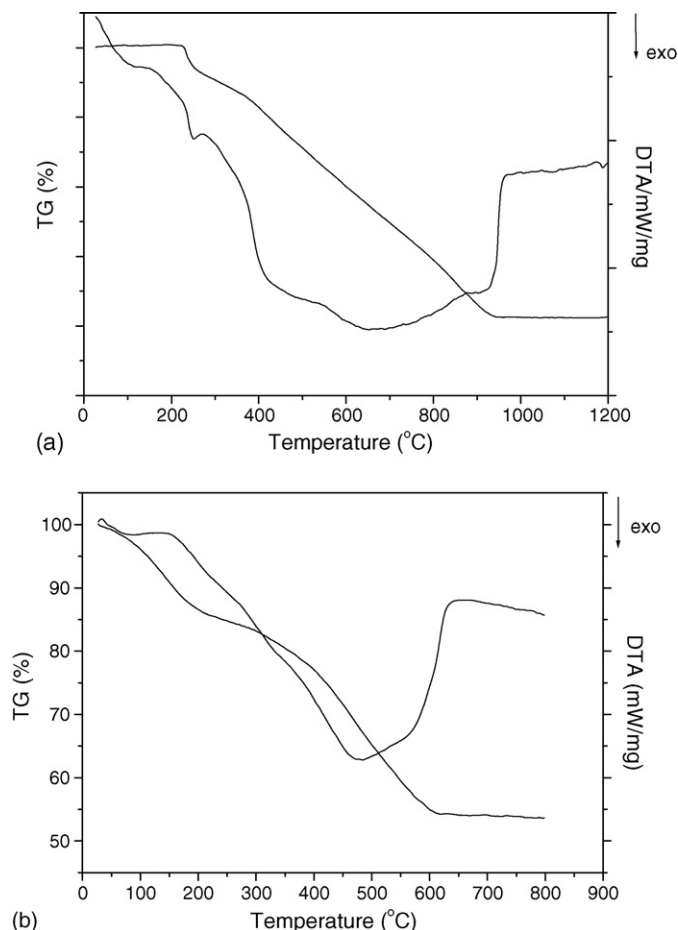 exo
TG (%)
DTA/mW/mg
0 200 400 600 800 1000 1200
(a)
Temperature (°C)
100
90
80
70
60
50
exo
TG (%)
DTA (mW/mg)
0 100 200 300 400 500 600 700 800 900
(b)
Temperature (°C)